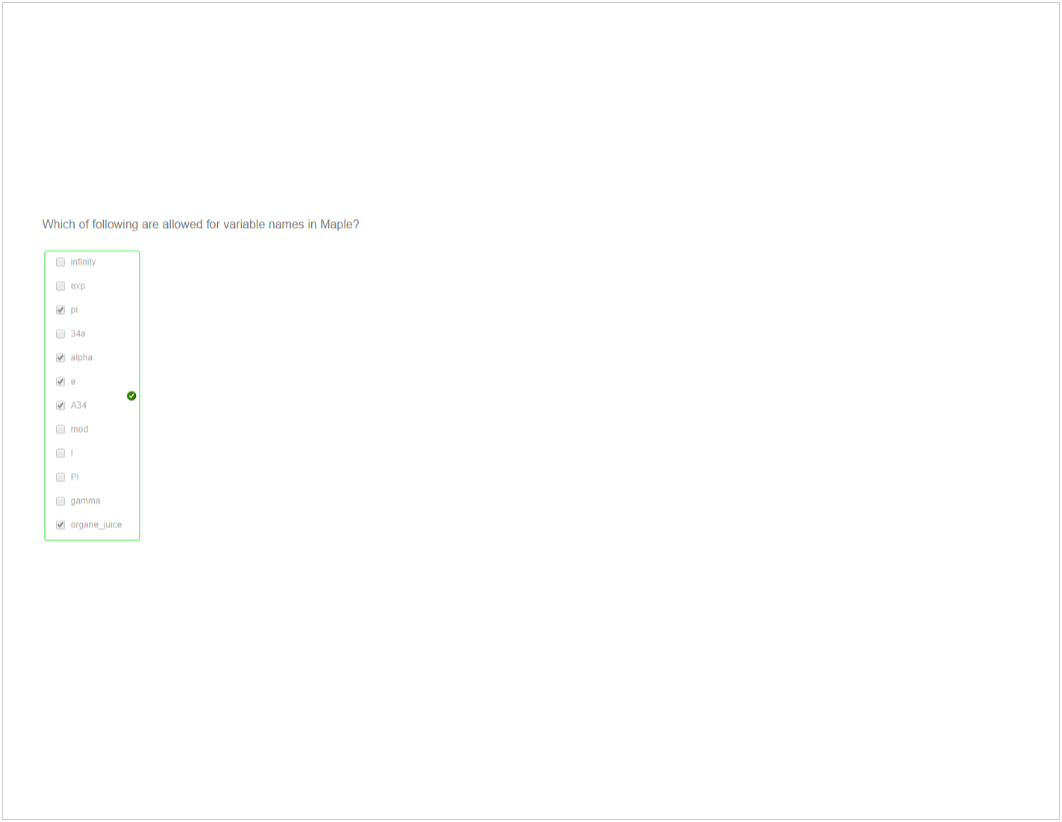 Which of following are allowed for variable names in Maple?
infinity
exp
pi
34a
alpha
e
A34
mod
I
Pi
gamma
organe_juice